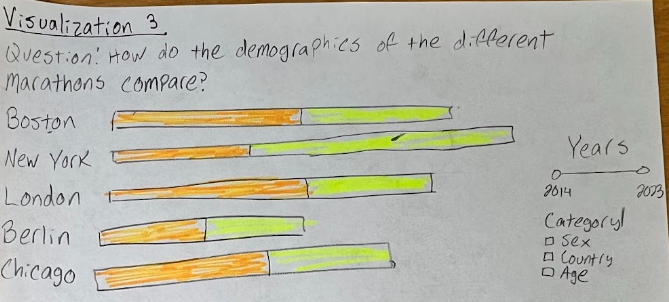 Visualization 3
Question: How do the demographics of the different
marathons compare?
Boston
New York
London
Berlin
Chicago
Years
2014 2023
Category
Sex
Country
Age